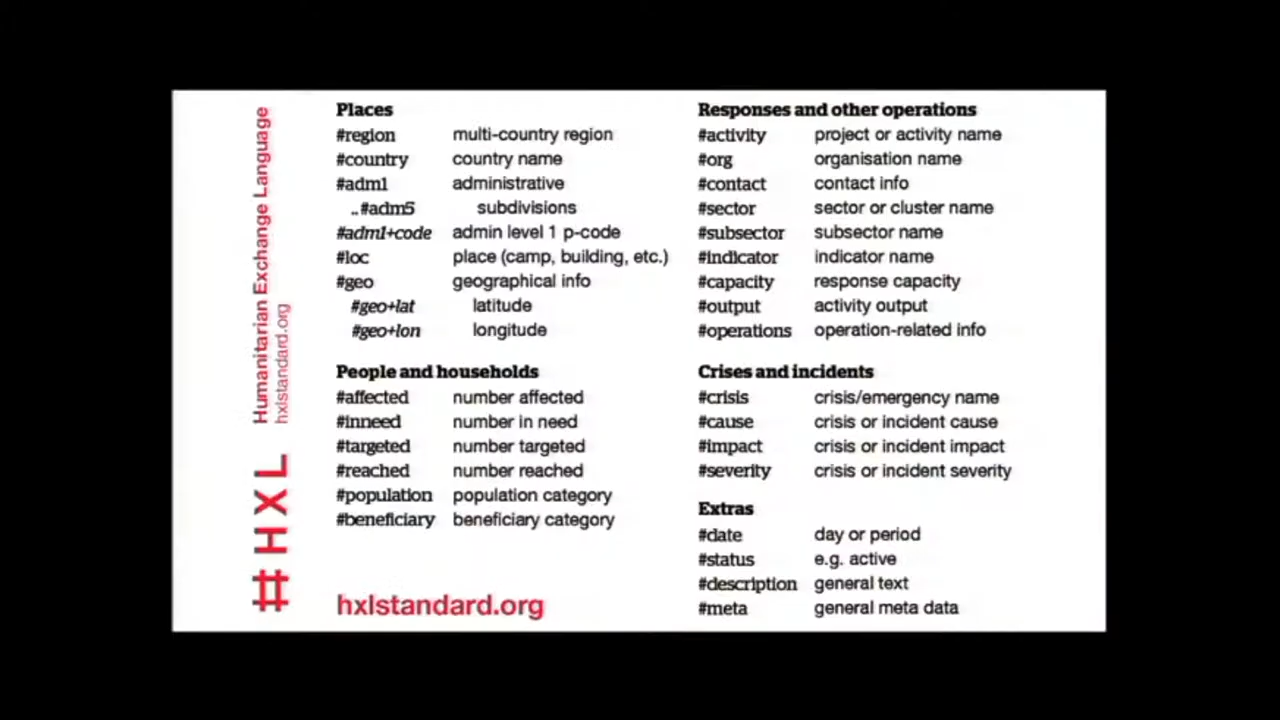 #HXL Humanitarian Exchange Language
hxlstandard.org
Places
#region multi-country region
#country country name
#adm1 administrative
..#adm5 subdivisions
#adm1+code admin level 1 p-code
#loc place (camp, building, etc.)
#geo geographical info
#geo+lat latitude
#geo+lon longitude
People and households
#affected number affected
#inneed number in need
#targeted number targeted
#reached number reached
#population population category
#beneficiary beneficiary category
hxlstandard.org
Responses and other operations
#activity project or activity name
#org organisation name
#contact contact info
#sector sector or cluster name
#subsector subsector name
#indicator indicator name
#capacity response capacity
#output activity output
#operations operation-related info
Crises and incidents
#crisis crisis/emergency name
#cause crisis or incident cause
#impact crisis or incident impact
#severity crisis or incident severity
Extras
#date day or period
#status e.g. active
#description general text
#meta general meta data